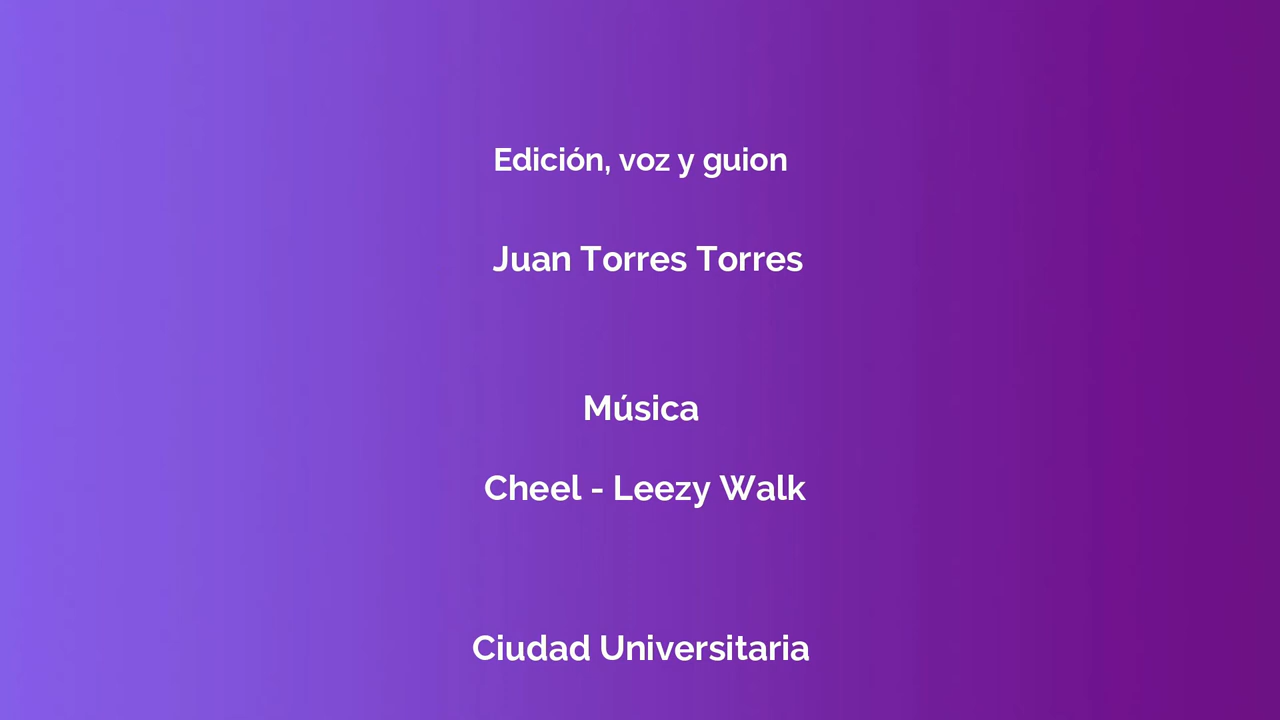 Edición, voz y guion
Juan Torres Torres
Música
Cheel - Leezy Walk
Ciudad Universitaria